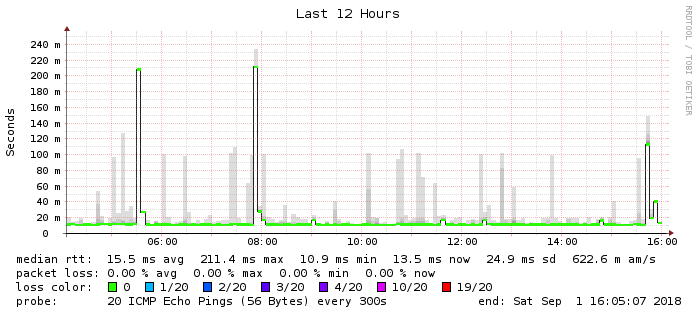 Last 12 Hours
RRDTOOL / TOBI OETIKER
Seconds
240 m
220 m
200 m
180 m
160 m
140 m
120 m
100 m
80 m
60 m
40 m
20 m
0
06:00 08:00 10:00 12:00 14:00 16:00
median rtt: 15.5 ms avg 211.4 ms max 10.9 ms min 13.5 ms now 24.9 ms sd 622.6 m am/s
packet loss: 0.00 % avg 0.00 % max 0.00 % min 0.00 % now
loss color: 0 1/20 2/20 3/20 4/20 10/20 19/20
probe: 20 ICMP Echo Pings (56 Bytes) every 300s end: Sat Sep 1 16:05:07 2018